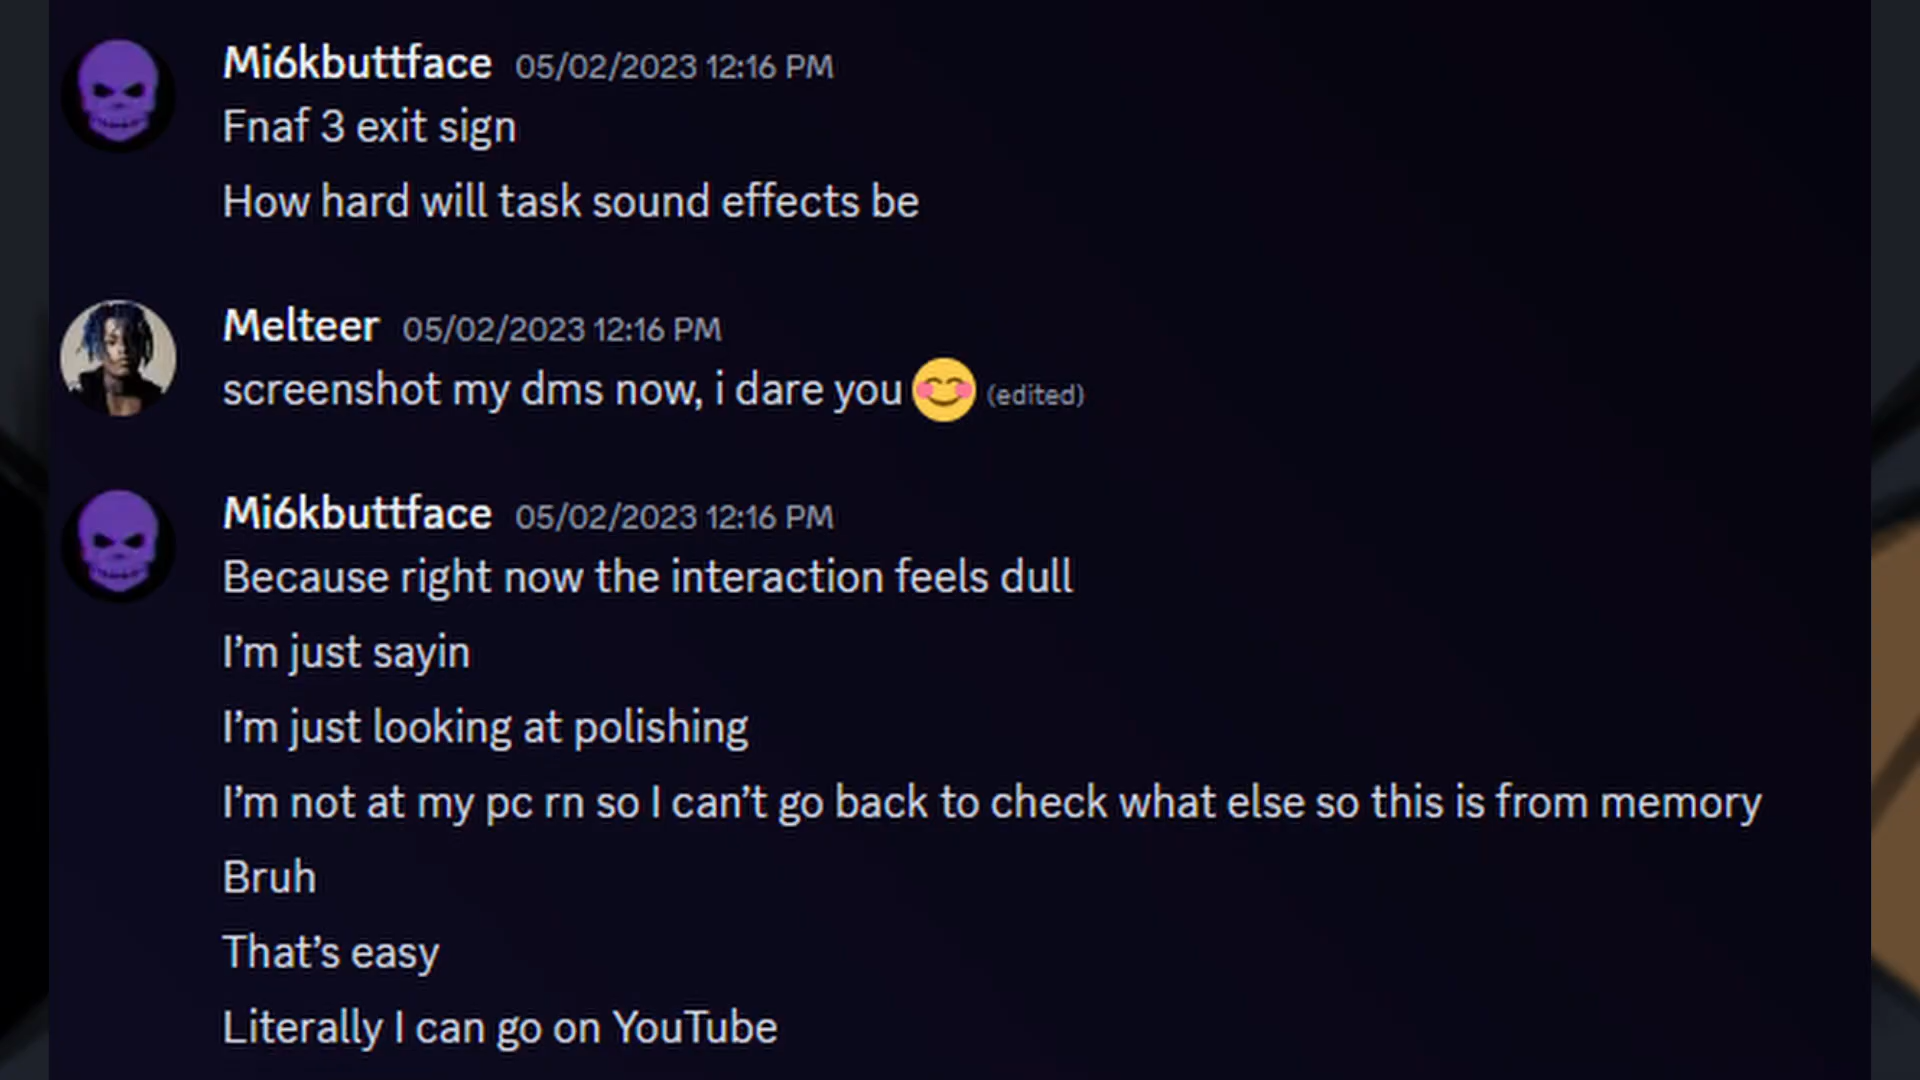 Mi6kbuttface 05/02/2023 12:16 PM
Fnaf 3 exit sign
How hard will task sound effects be
Melteer 05/02/2023 12:16 PM
screenshot my dms now, i dare you😊 (edited)
Mi6kbuttface 05/02/2023 12:16 PM
Because right now the interaction feels dull
I’m just sayin
I’m just looking at polishing
I’m not at my pc rn so I can’t go back to check what else so this is from memory
Bruh
That’s easy
Literally I can go on YouTube